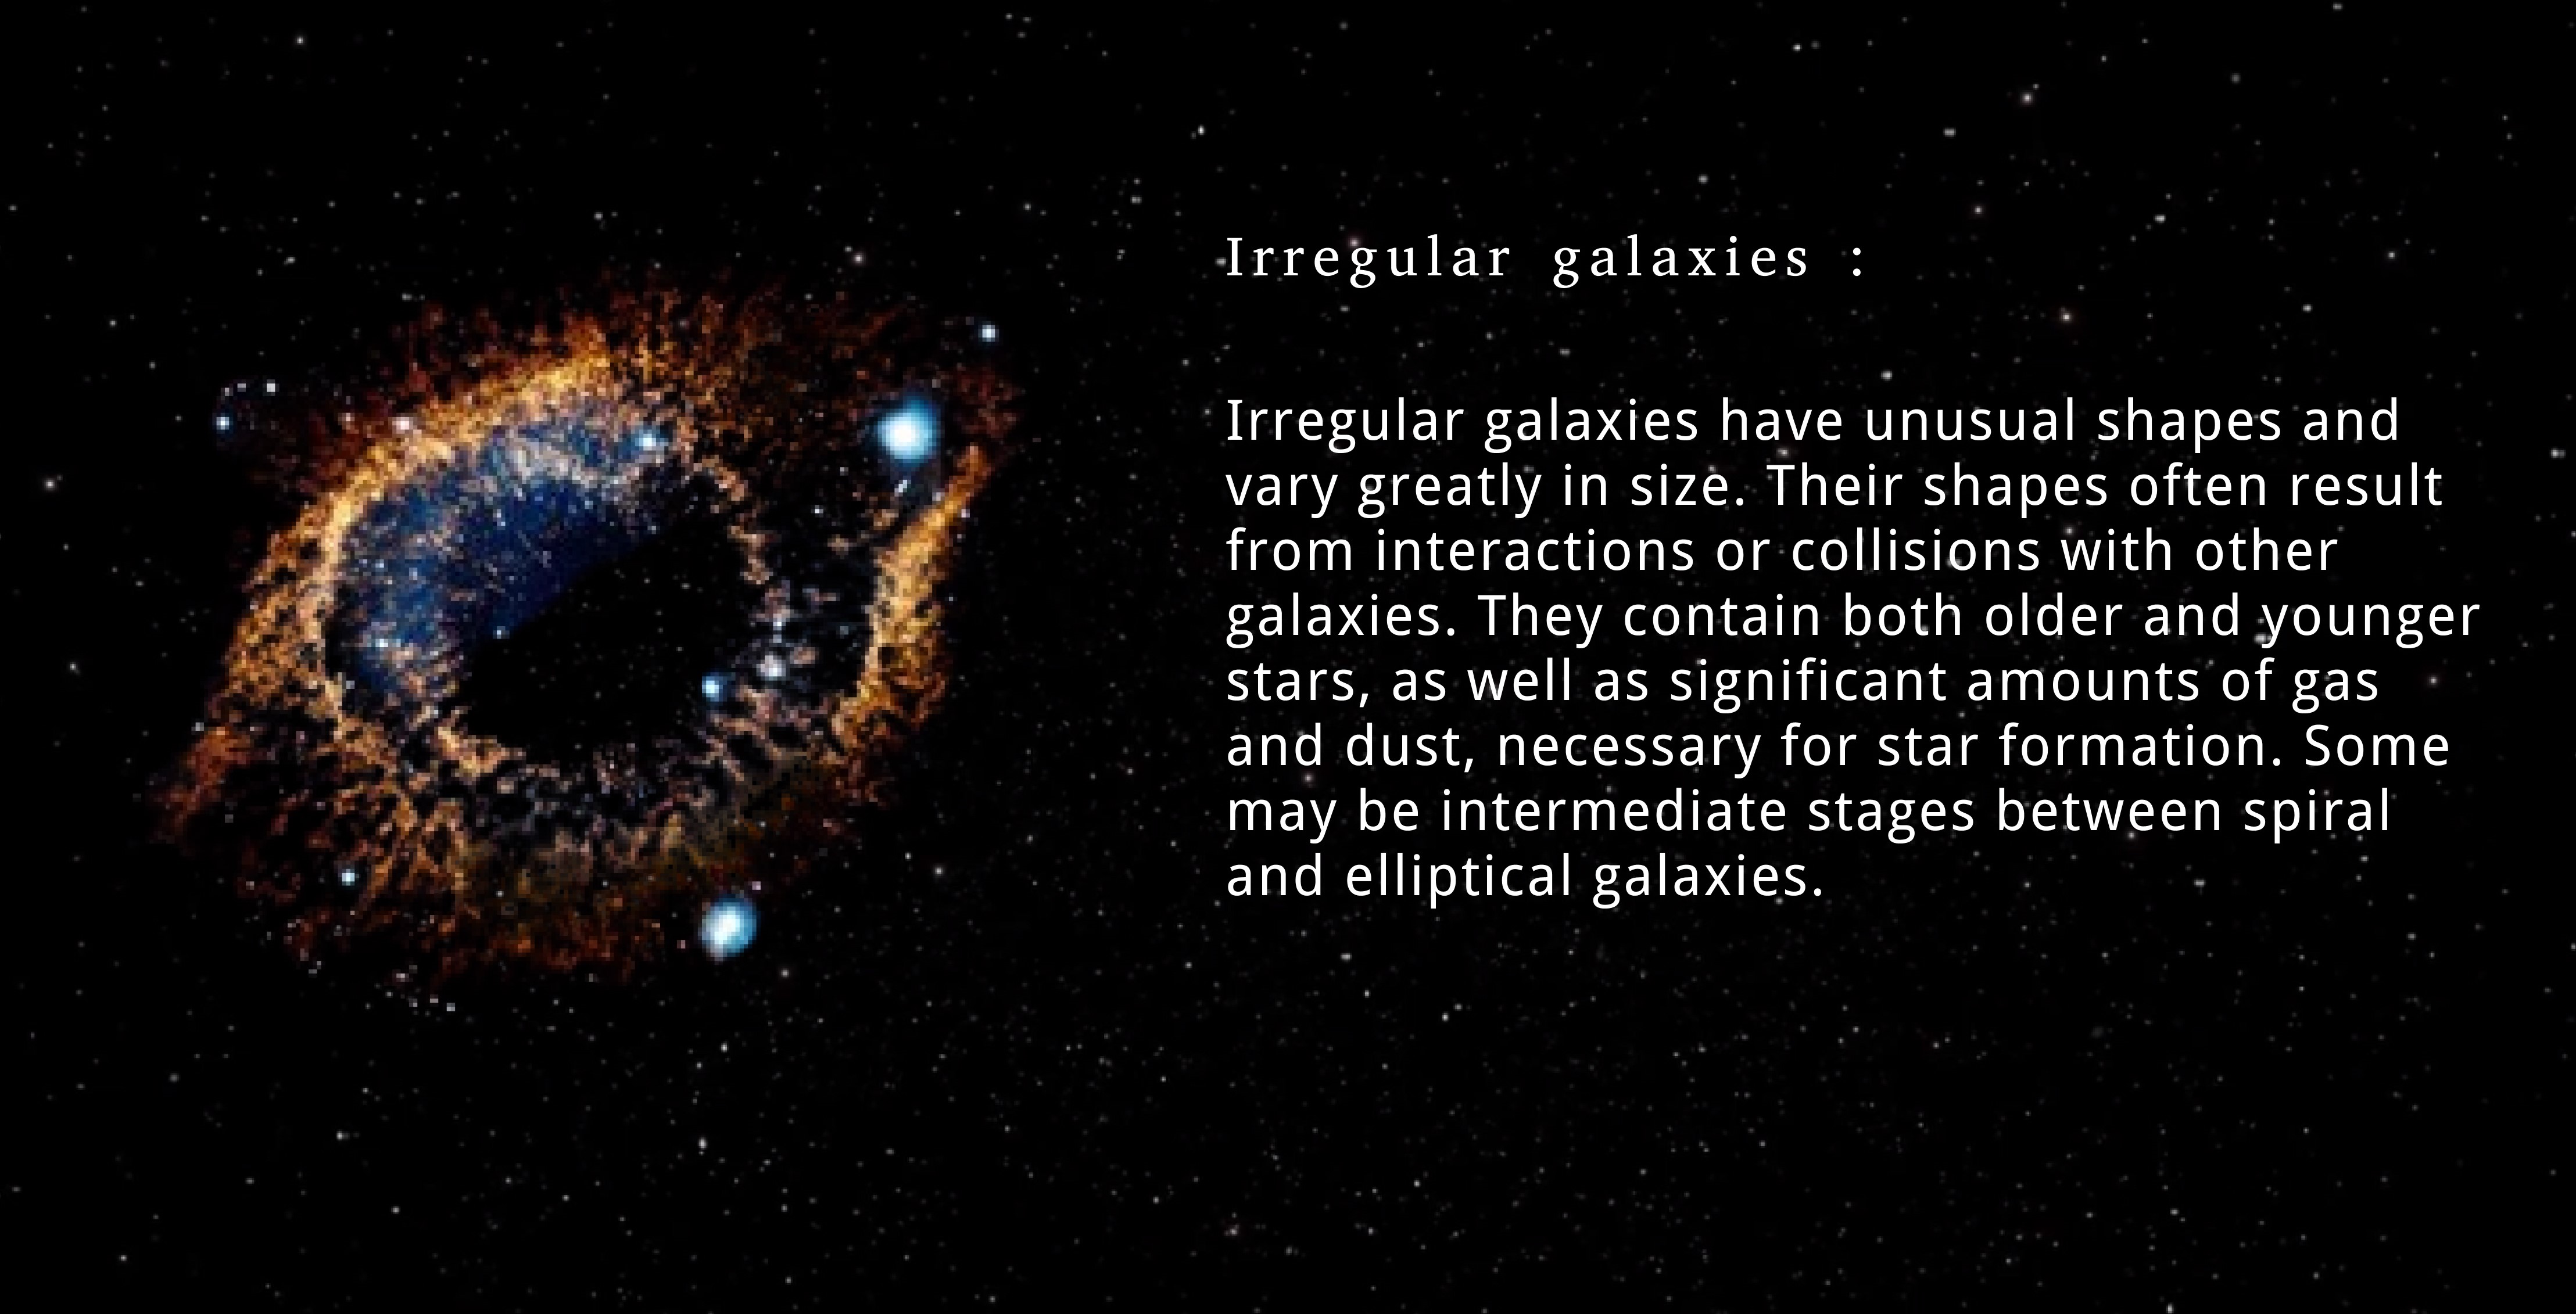 Irregular galaxies :
Irregular galaxies have unusual shapes and
vary greatly in size. Their shapes often result
from interactions or collisions with other
galaxies. They contain both older and younger
stars, as well as significant amounts of gas
and dust, necessary for star formation. Some
may be intermediate stages between spiral
and elliptical galaxies.